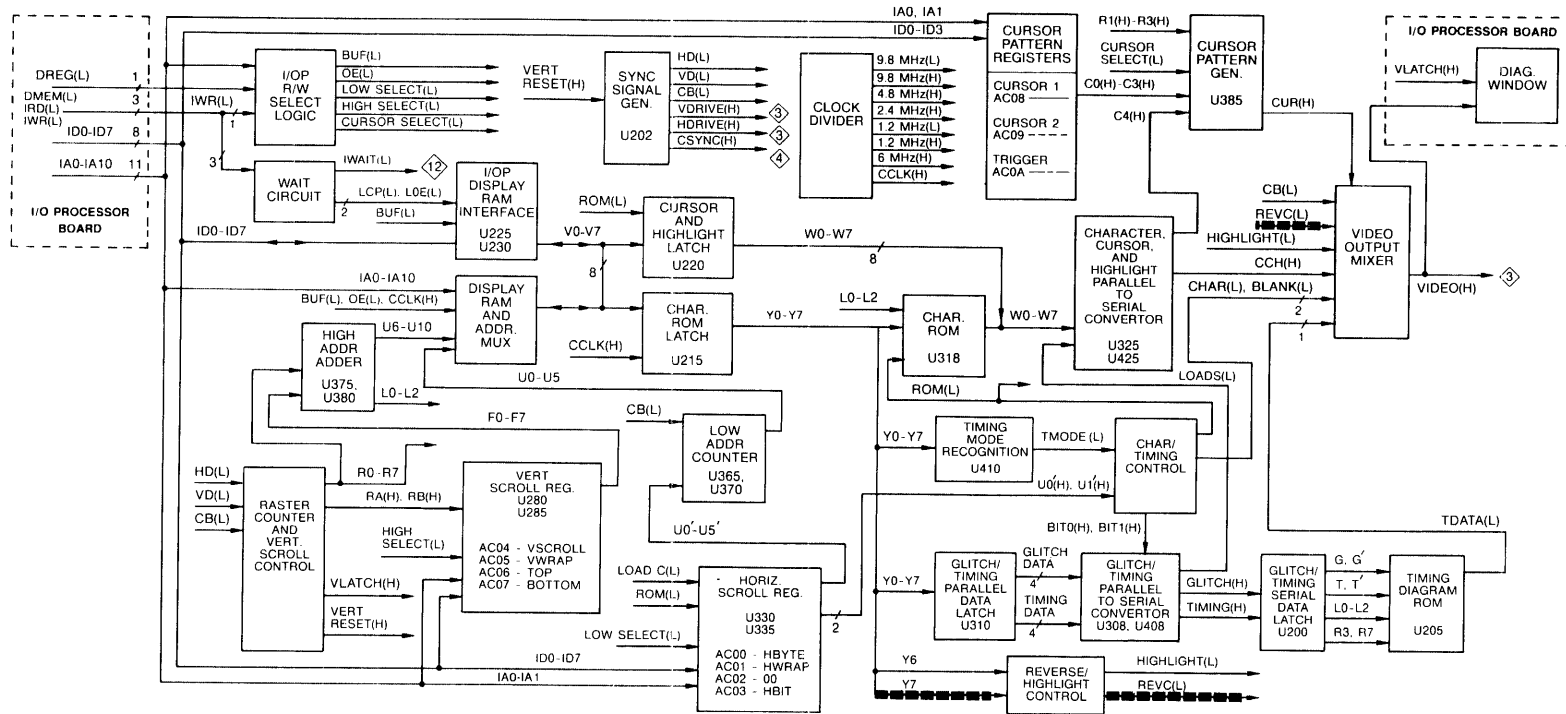 I/O PROCESSOR
BOARD
DREG(L) 1
DMEM(L)
IRD(L)
IWR(L) 3
ID0-ID7 8
IA0-IA10 11
IWR(L)
1
3
I/OP
R/W
SELECT
LOGIC
BUF(L)
OE(L)
LOW SELECT(L)
HIGH SELECT(L)
CURSOR SELECT(L)
WAIT
CIRCUIT
IWAIT(L)
12
LCP(L), LOE(L)
2
BUF(L)
VERT
RESET(H)
SYNC
SIGNAL
GEN.
U202
HD(L)
VD(L)
CB(L)
VDRIVE(H)
3
HDRIVE(H)
3
CSYNC(H)
4
CLOCK
DIVIDER
9.8 MHz(L)
9.8 MHz(H)
4.8 MHz(H)
2.4 MHz(H)
1.2 MHz(L)
1.2 MHz(H)
6 MHz(H)
CCLK(H)
IA0, IA1
ID0-ID3
CURSOR
PATTERN
REGISTERS
CURSOR 1
AC08
CURSOR 2
AC09
TRIGGER
AC0A
R1(H)-R3(H)
CURSOR
SELECT(L)
C0(H)-C3(H)
C4(H)
CURSOR
PATTERN
GEN.
U385
CUR(H)
I/O PROCESSOR BOARD
VLATCH(H)
DIAG.
WINDOW
I/OP
DISPLAY
RAM
INTERFACE
U225
U230
ID0-ID7
V0-V7
8
ROM(L)
CURSOR
AND
HIGHLIGHT
LATCH
U220
W0-W7
8
IA0-IA10
BUF(L), OE(L), CCLK(H)
U6-U10
DISPLAY
RAM
AND
ADDR.
MUX
U0-U5
CCLK(H)
CHAR.
ROM
LATCH
U215
Y0-Y7
L0-L2
CHAR.
ROM
U318
W0-W7
ROM(L)
CHARACTER,
CURSOR,
AND
HIGHLIGHT
PARALLEL
TO
SERIAL
CONVERTOR
U325
U425
LOADS(L)
CB(L)
REVC(L)
HIGHLIGHT(L)
CCH(H)
CHAR(L), BLANK(L)
2
1
VIDEO
OUTPUT
MIXER
VIDEO(H)
3
HIGH
ADDR
ADDER
U375,
U380
L0-L2
F0-F7
CB(L)
LOW
ADDR
COUNTER
U365,
U370
U0'-U5'
Y0-Y7
TIMING
MODE
RECOGNITION
U410
TMODE (L)
U0'(H), U1'(H)
CHAR/
TIMING
CONTROL
BIT0(H), BIT1(H)
HD(L)
VD(L)
CB(L)
RASTER
COUNTER
AND
VERT.
SCROLL
CONTROL
R0-R7
RA(H), RB(H)
VLATCH(H)
VERT
RESET(H)
HIGH
SELECT(L)
VERT
SCROLL REG.
U280
U285
AC04 - VSCROLL
AC05 - VWRAP
AC06 - TOP
AC07 - BOTTOM
LOAD C(L)
ROM(L)
LOW SELECT(L)
ID0-ID7
IA0-IA1
HORIZ.
SCROLL REG.
U330
U335
AC00 - HBYTE
AC01 - HWRAP
AC02 - 00
AC03 - HBIT
2
Y0-Y7
GLITCH/
TIMING
PARALLEL
DATA
LATCH
U310
GLITCH
DATA
4
TIMING
DATA
4
GLITCH/
TIMING
PARALLEL
TO SERIAL
CONVERTOR
U308, U408
GLITCH(H)
TIMING(H)
GLITCH/
TIMING
SERIAL
DATA
LATCH
U200
G, G'
T, T'
L0-L2
R3, R7
TIMING
DIAGRAM
ROM
U205
TDATA(L)
Y6
Y7
REVERSE/
HIGHLIGHT
CONTROL
HIGHLIGHT(L)
REVC(L)